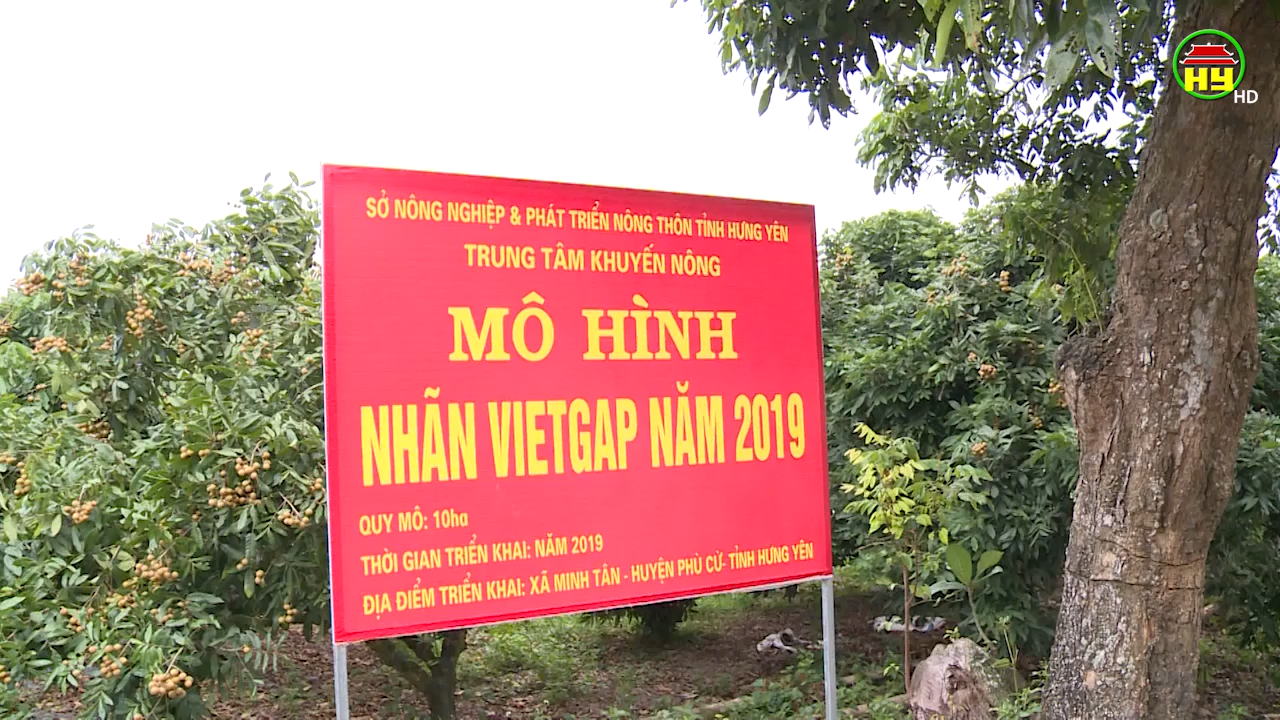 HY
HD
SỞ NÔNG NGHIỆP & PHÁT TRIỂN NÔNG THÔN TỈNH HƯNG YÊN
TRUNG TÂM KHUYẾN NÔNG
MÔ HÌNH
NHÃN VIETGAP NĂM 2019
QUY MÔ: 10ha
THỜI GIAN TRIỂN KHAI: NĂM 2019
ĐỊA ĐIỂM TRIỂN KHAI: XÃ MINH TÂN - HUYỆN PHÙ CỪ- TỈNH HƯNG YÊN